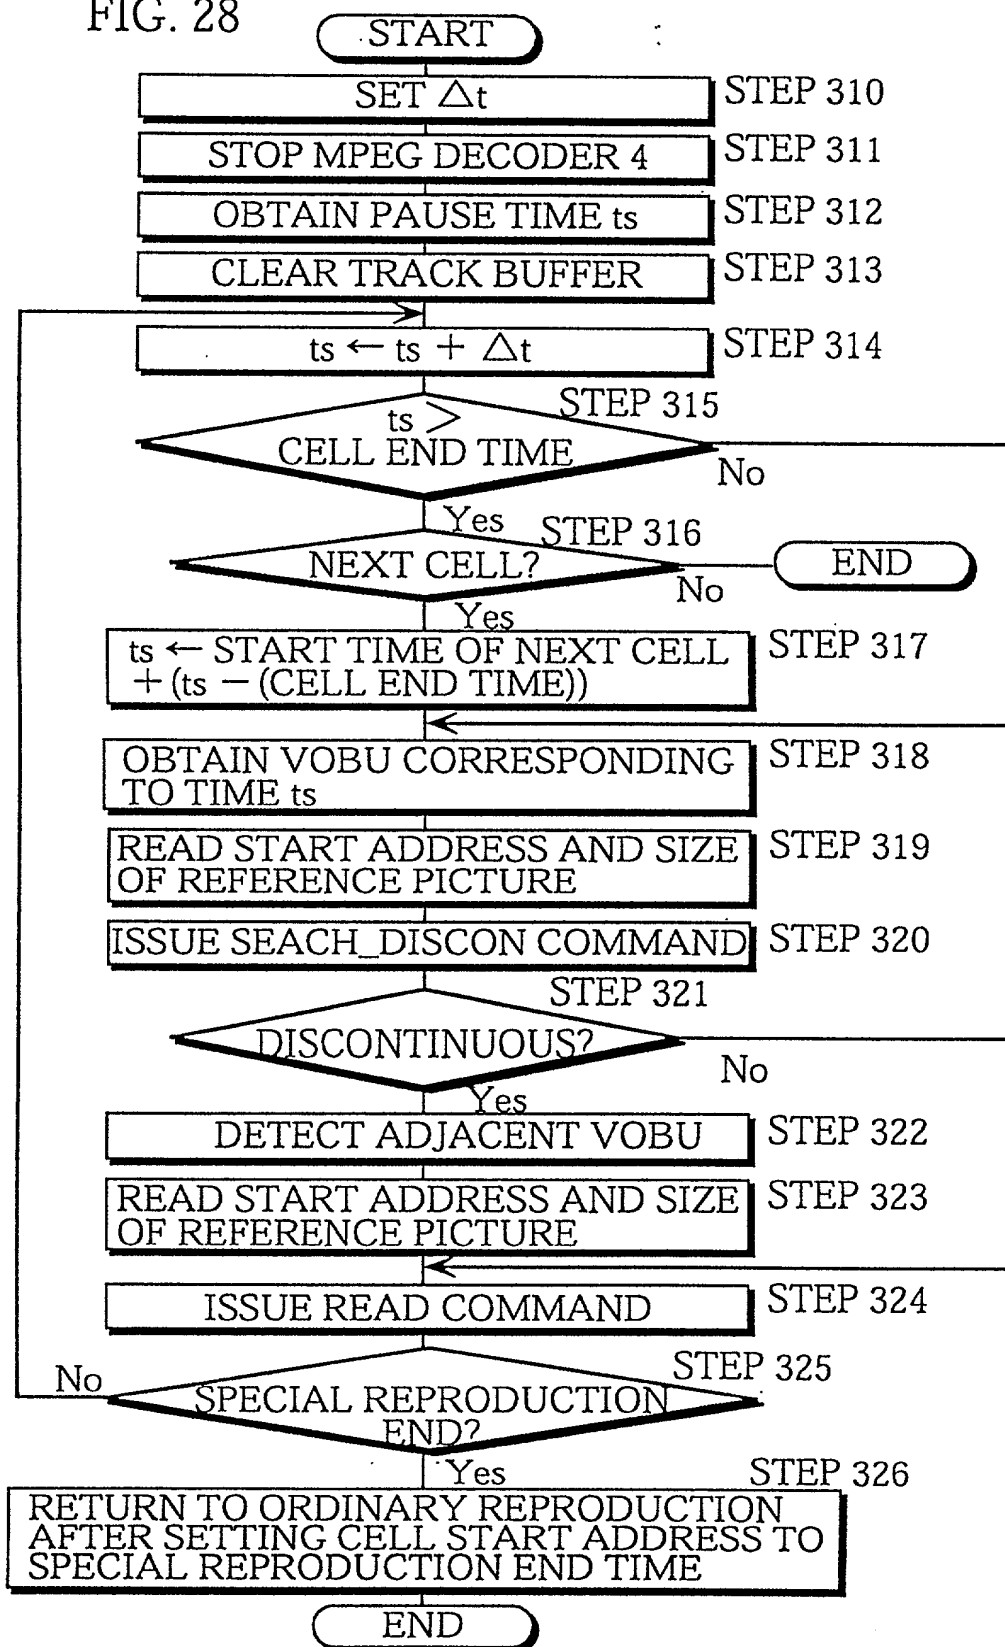 FIG. 28
START
SET △t
STEP 310
STOP MPEG DECODER 4
STEP 311
OBTAIN PAUSE TIME ts
STEP 312
CLEAR TRACK BUFFER
STEP 313
ts ← ts + △t
STEP 314
STEP 315
ts >
CELL END TIME
No
Yes
STEP 316
NEXT CELL?
No
END
Yes
ts ← START TIME OF NEXT CELL
+ (ts − (CELL END TIME))
STEP 317
OBTAIN VOBU CORRESPONDING
TO TIME ts
STEP 318
READ START ADDRESS AND SIZE
OF REFERENCE PICTURE
STEP 319
ISSUE SEACH_DISCON COMMAND
STEP 320
STEP 321
DISCONTINUOUS?
No
Yes
DETECT ADJACENT VOBU
STEP 322
READ START ADDRESS AND SIZE
OF REFERENCE PICTURE
STEP 323
ISSUE READ COMMAND
STEP 324
STEP 325
No
SPECIAL REPRODUCTION
END?
Yes
STEP 326
RETURN TO ORDINARY REPRODUCTION
AFTER SETTING CELL START ADDRESS TO
SPECIAL REPRODUCTION END TIME
END